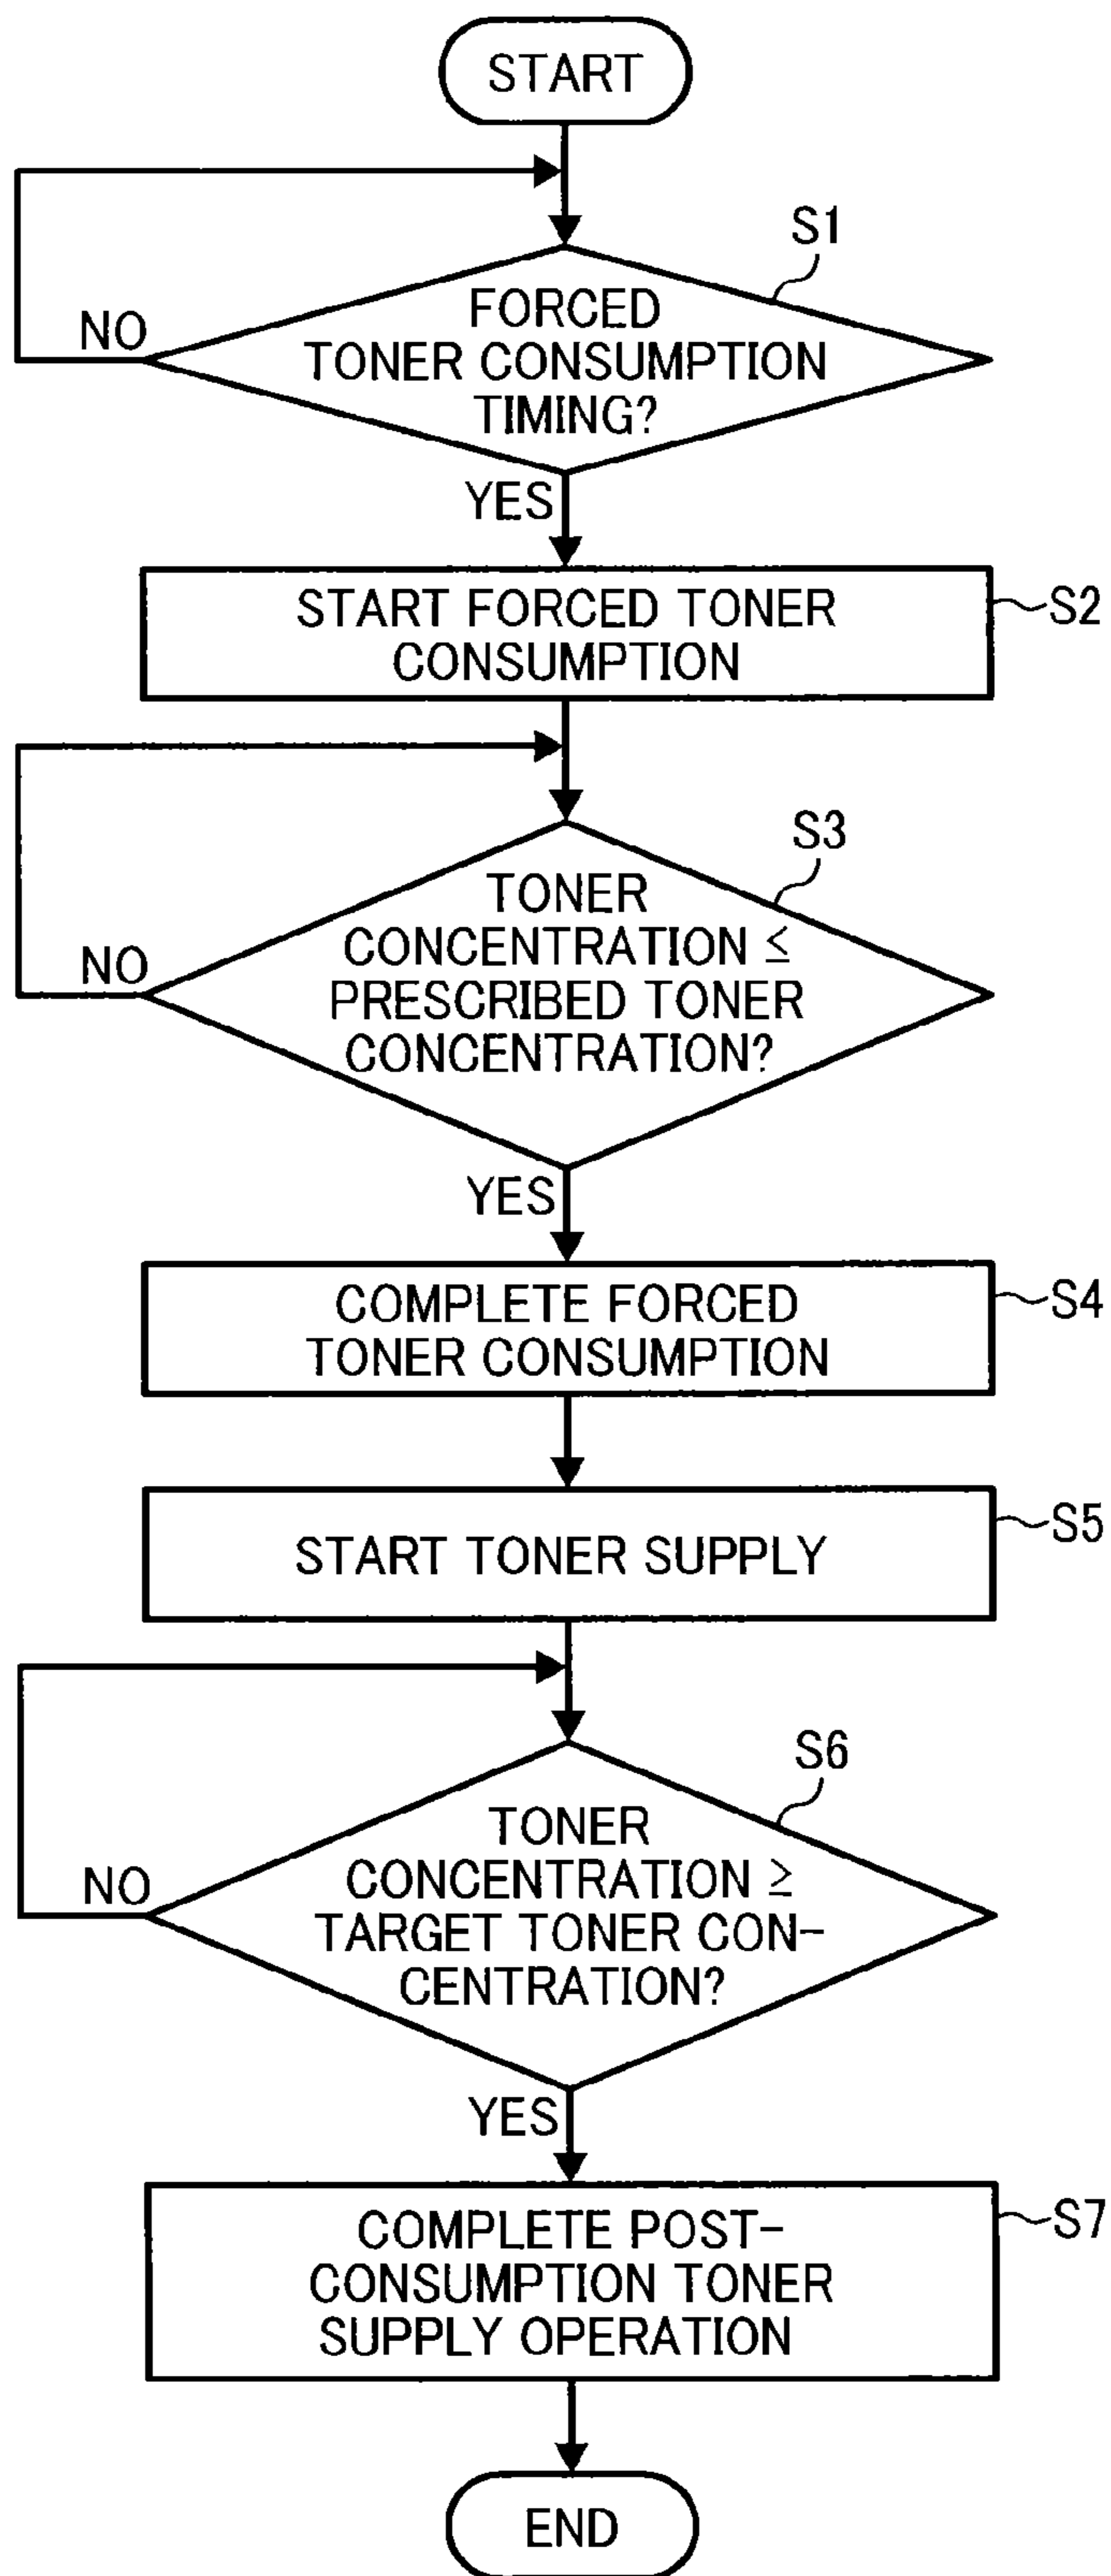 START
S1
FORCED
TONER CONSUMPTION
TIMING?
NO
YES
START FORCED TONER
CONSUMPTION
S2
S3
TONER
CONCENTRATION ≤
PRESCRIBED TONER
CONCENTRATION?
NO
YES
COMPLETE FORCED
TONER CONSUMPTION
S4
START TONER SUPPLY
S5
S6
TONER
CONCENTRATION ≥
TARGET TONER CON-
CENTRATION?
NO
YES
COMPLETE POST-
CONSUMPTION TONER
SUPPLY OPERATION
S7
END